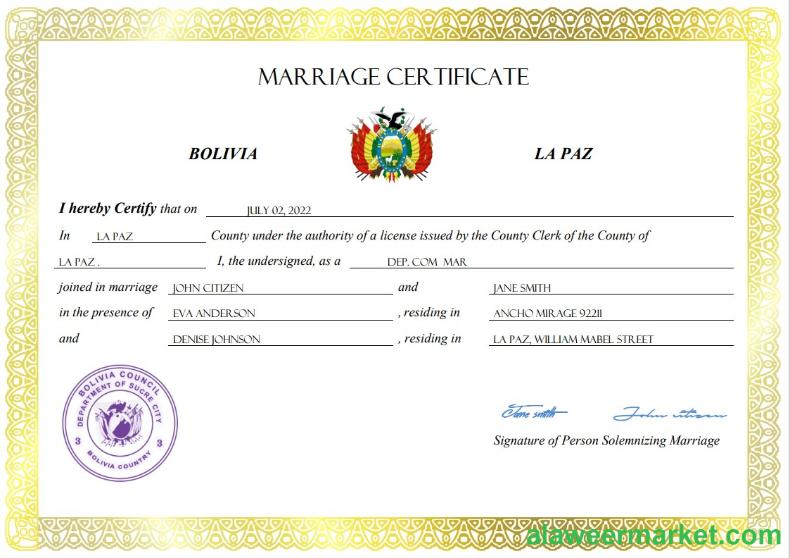 MARRIAGE CERTIFICATE
BOLIVIA LA PAZ
I hereby Certify that on JULY 02, 2022
In LA PAZ County under the authority of a license issued by the County Clerk of the County of
LA PAZ . I, the undersigned, as a DEP. COM MAR
joined in marriage JOHN CITIZEN and JANE SMITH
in the presence of EVA ANDERSON , residing in ANCHO MIRAGE 92211
and DENISE JOHNSON , residing in LA PAZ, WILLIAM MABEL STREET
BOLIVIA COUNCIL
DEPARTMENT OF SUCRE CITY
3 3
BOLIVIA COUNTRY
Jane smith John citizen
Signature of Person Solemnizing Marriage
alaweermarket.com